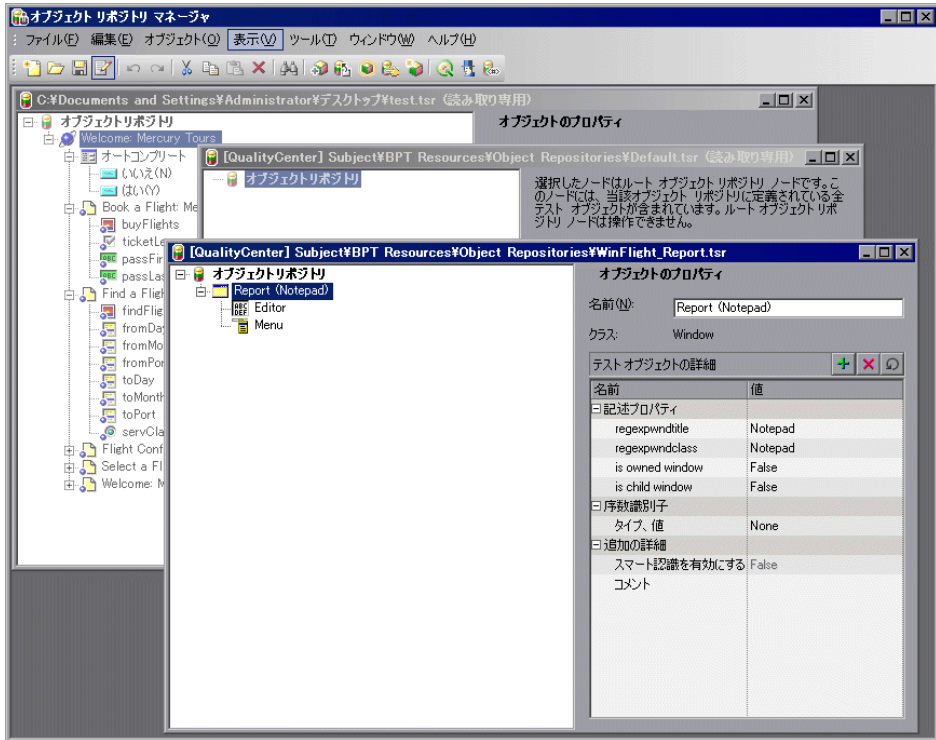 オブジェクト リポジトリ マネージャ
ファイル(F) 編集(E) オブジェクト(O) 表示(V) ツール(T) ウィンドウ(W) ヘルプ(H)
C:¥Documents and Settings¥Administrator¥デスクトップ¥test.tsr (読み取り専用)
オブジェクトリポジトリ
Welcome: Mercury Tours
オートコンプリート
いいえ(N)
はい(Y)
Book a Flight: Me
buyFlights
ticketLe
passFir
passLas
Find a Fligh
findFlig
fromDa
fromMo
fromPor
toDay
toMonth
toPort
servCla
Flight Conf
Select a Fl
Welcome: M
オブジェクトのプロパティ
[QualityCenter] Subject¥BPT Resources¥Object Repositories¥Default.tsr (読み取り専用)
オブジェクトリポジトリ
選択したノードはルート オブジェクト リポジトリ ノードです。こ
のノードには、当該オブジェクト リポジトリに定義されている全
テスト オブジェクトが含まれています。ルート オブジェクト リポ
ジトリ ノードは操作できません。
[QualityCenter] Subject¥BPT Resources¥Object Repositories¥WinFlight_Report.tsr
オブジェクトリポジトリ
Report (Notepad)
Editor
Menu
オブジェクトのプロパティ
名前(N): Report (Notepad)
クラス: Window
テスト オブジェクトの詳細
名前 値
記述プロパティ
regexpwndtitle Notepad
regexpwndclass Notepad
is owned window False
is child window False
序数識別子
タイプ、値 None
追加の詳細
スマート認識を有効にする False
コメント